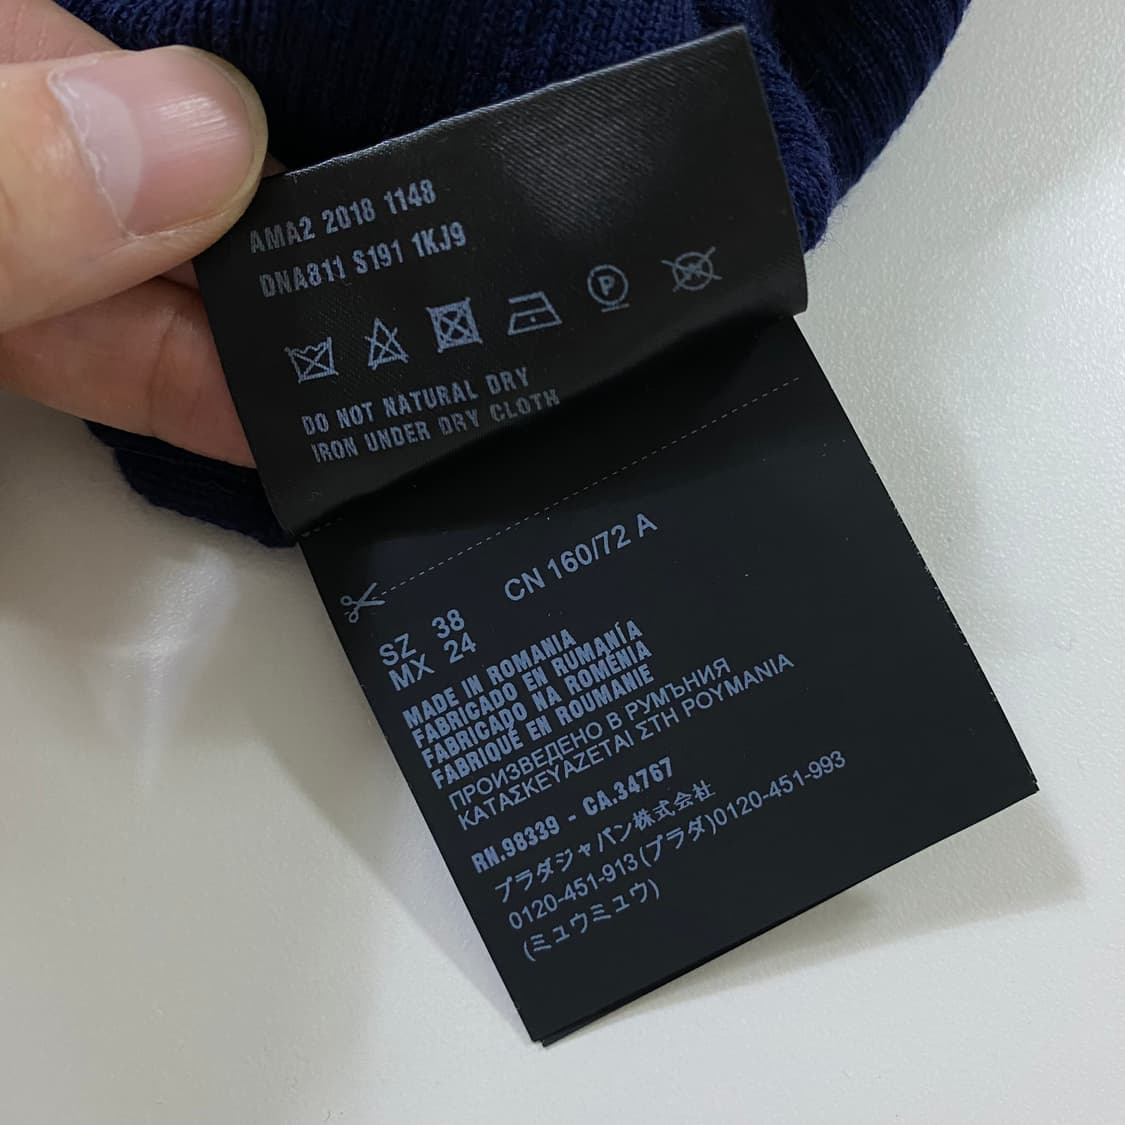 AMA2 2018 1148
DNA811 S191 1KJ9
P
W
DO NOT NATURAL DRY
IRON UNDER DRY CLOTH
CN 160/72 A
SZ 38
MX 24
MADE IN ROMANIA
FABRICADO EN RUMANÍA
FABRICADO NA ROMÉNIA
FABRIQUÉ EN ROUMANIE
ПРОИЗВЕДЕНО В РУМЪНИЯ
ΚΑΤΑΣΚΕΥΑΖΕΤΑΙ ΣΤΗ ΡΟΥΜΑΝΙΑ
RN.98339 - CA.34767
プラダジャパン株式会社
0120-451-913(プラダ)0120-451-993
(ミュウミュウ)